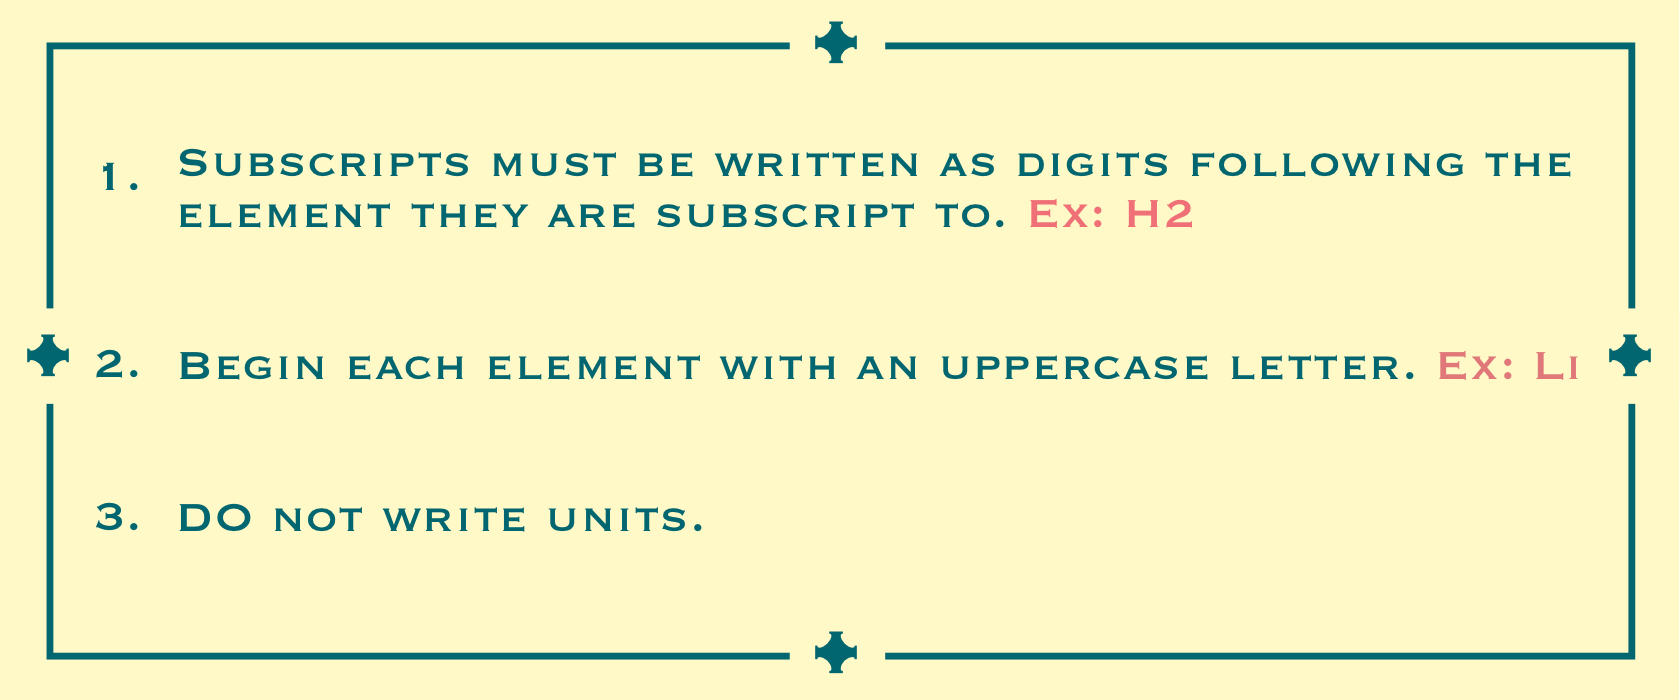 1. Subscripts must be written as digits following the
element they are subscript to. Ex: H2
2. Begin each element with an uppercase letter. Ex: Li
3. DO not write units.